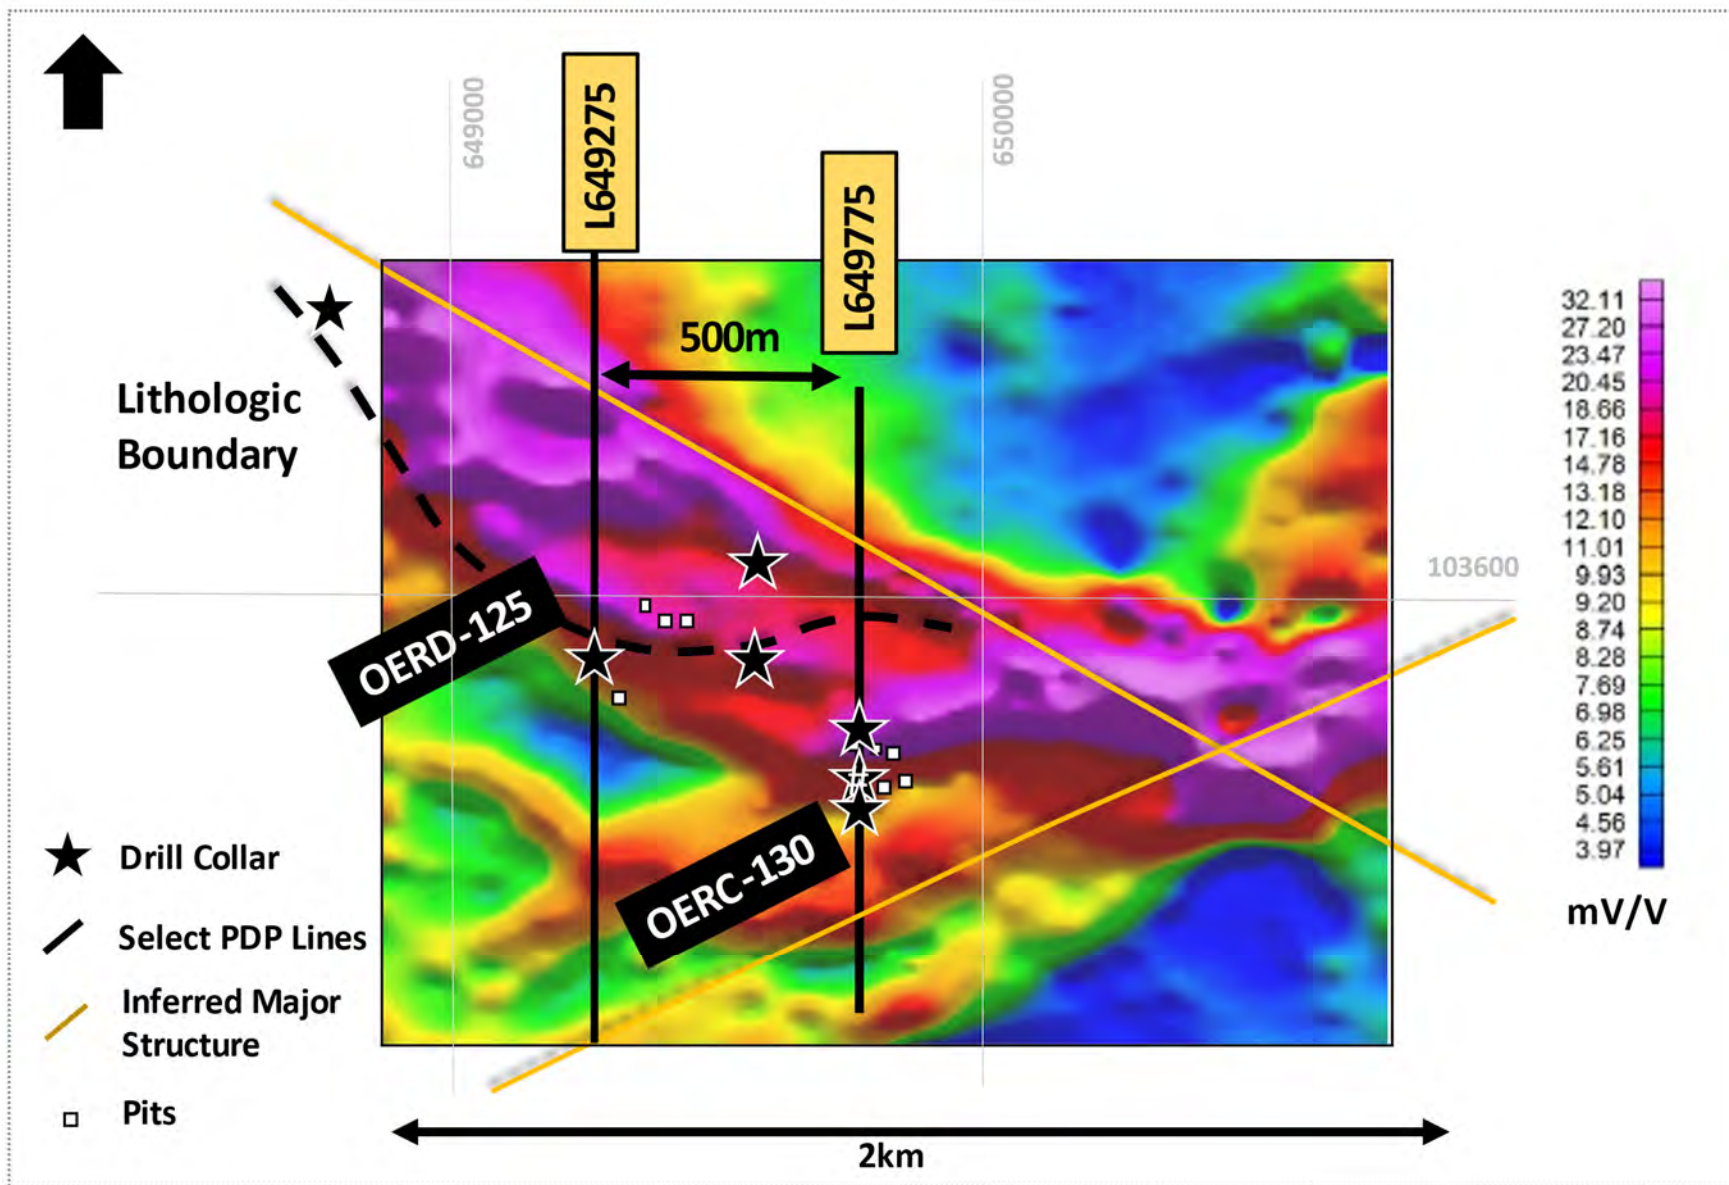 649000
L649275
650000
L649775
500m
Lithologic
Boundary
103600
OERD-125
OERC-130
#
32.11
27.20
23.47
20.45
18.66
17.16
14.78
13.18
12.10
11.01
9.93
9.20
8.74
8.28
7.69
6.98
6.25
5.61
5.04
4.56
3.97
mV/V
Drill Collar
Select PDP Lines
Inferred Major
Structure
Pits
2km